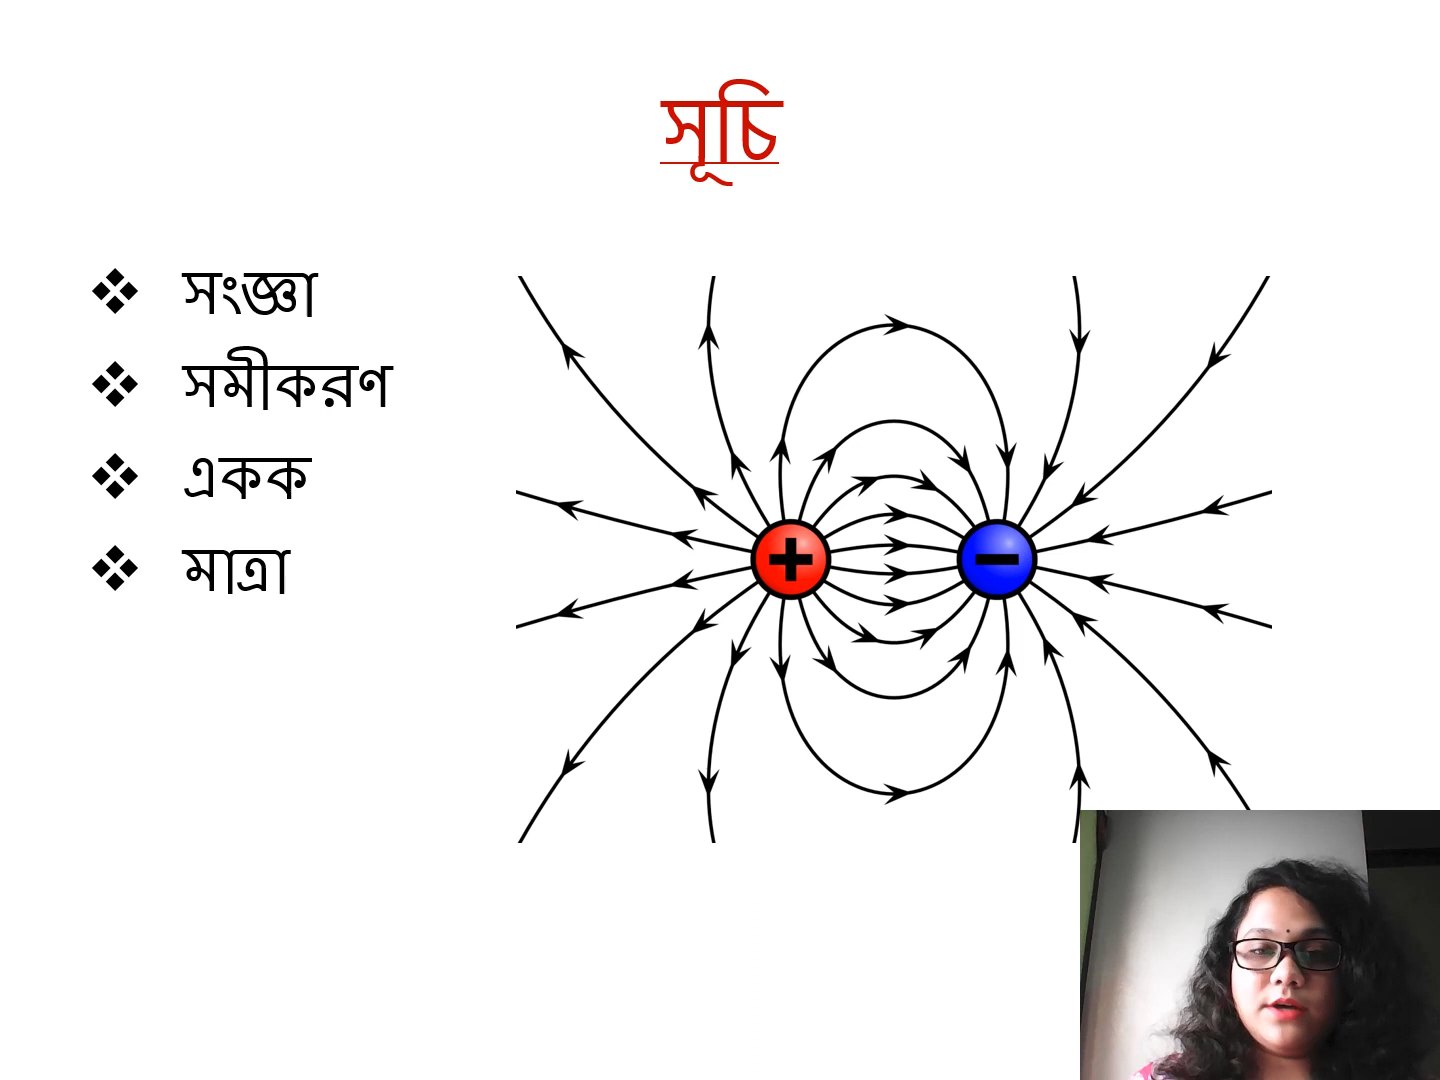 সূচি
❖ সংজ্ঞা
❖ সমীকরণ
❖ একক
❖ মাত্রা
+
−